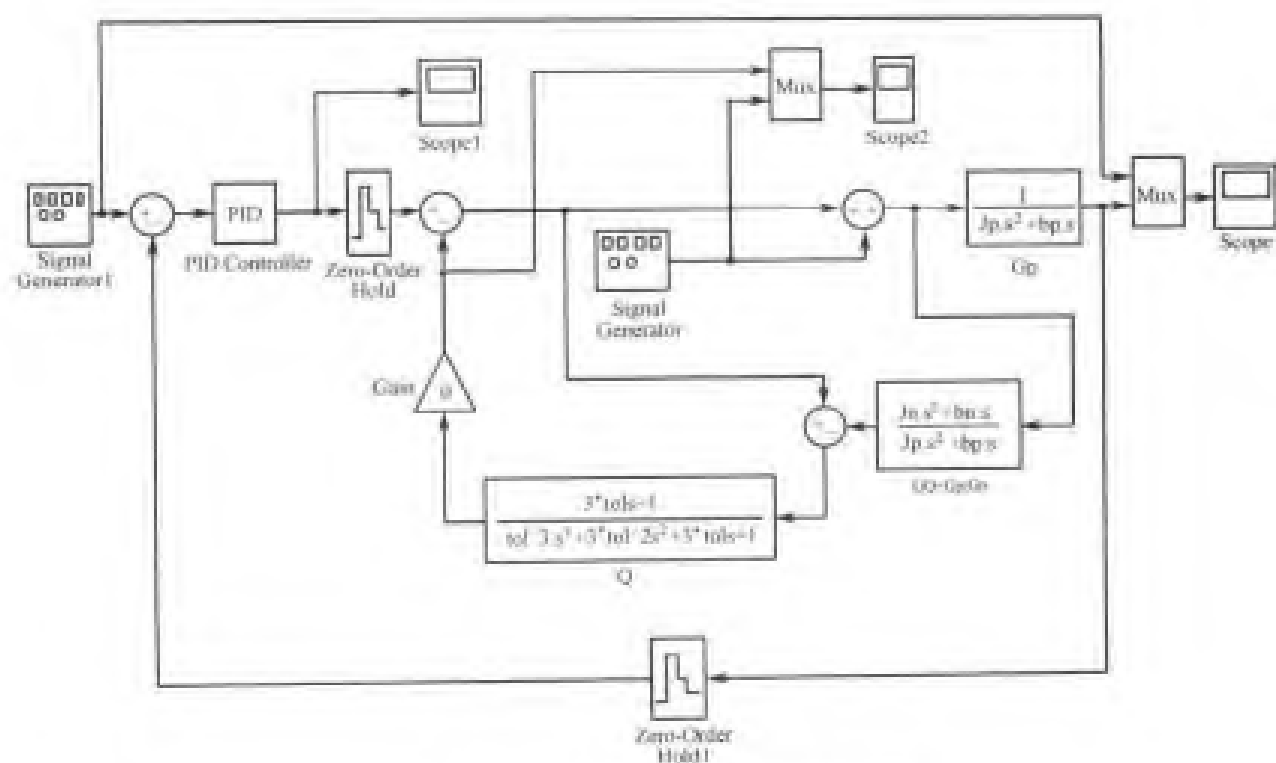 Mux
Scope2
Scope1
+
-
PID
+
-
+
+
1
Jp.s²+bp.s
Mux
Signal
Generator1
PID Controller
Zero-Order
Hold
Gp
Scope
Signal
Generator
Gain
+
-
Jn.s²+bn.s
Jp.s²+bp.s
Q
Zero-Order
Hold1